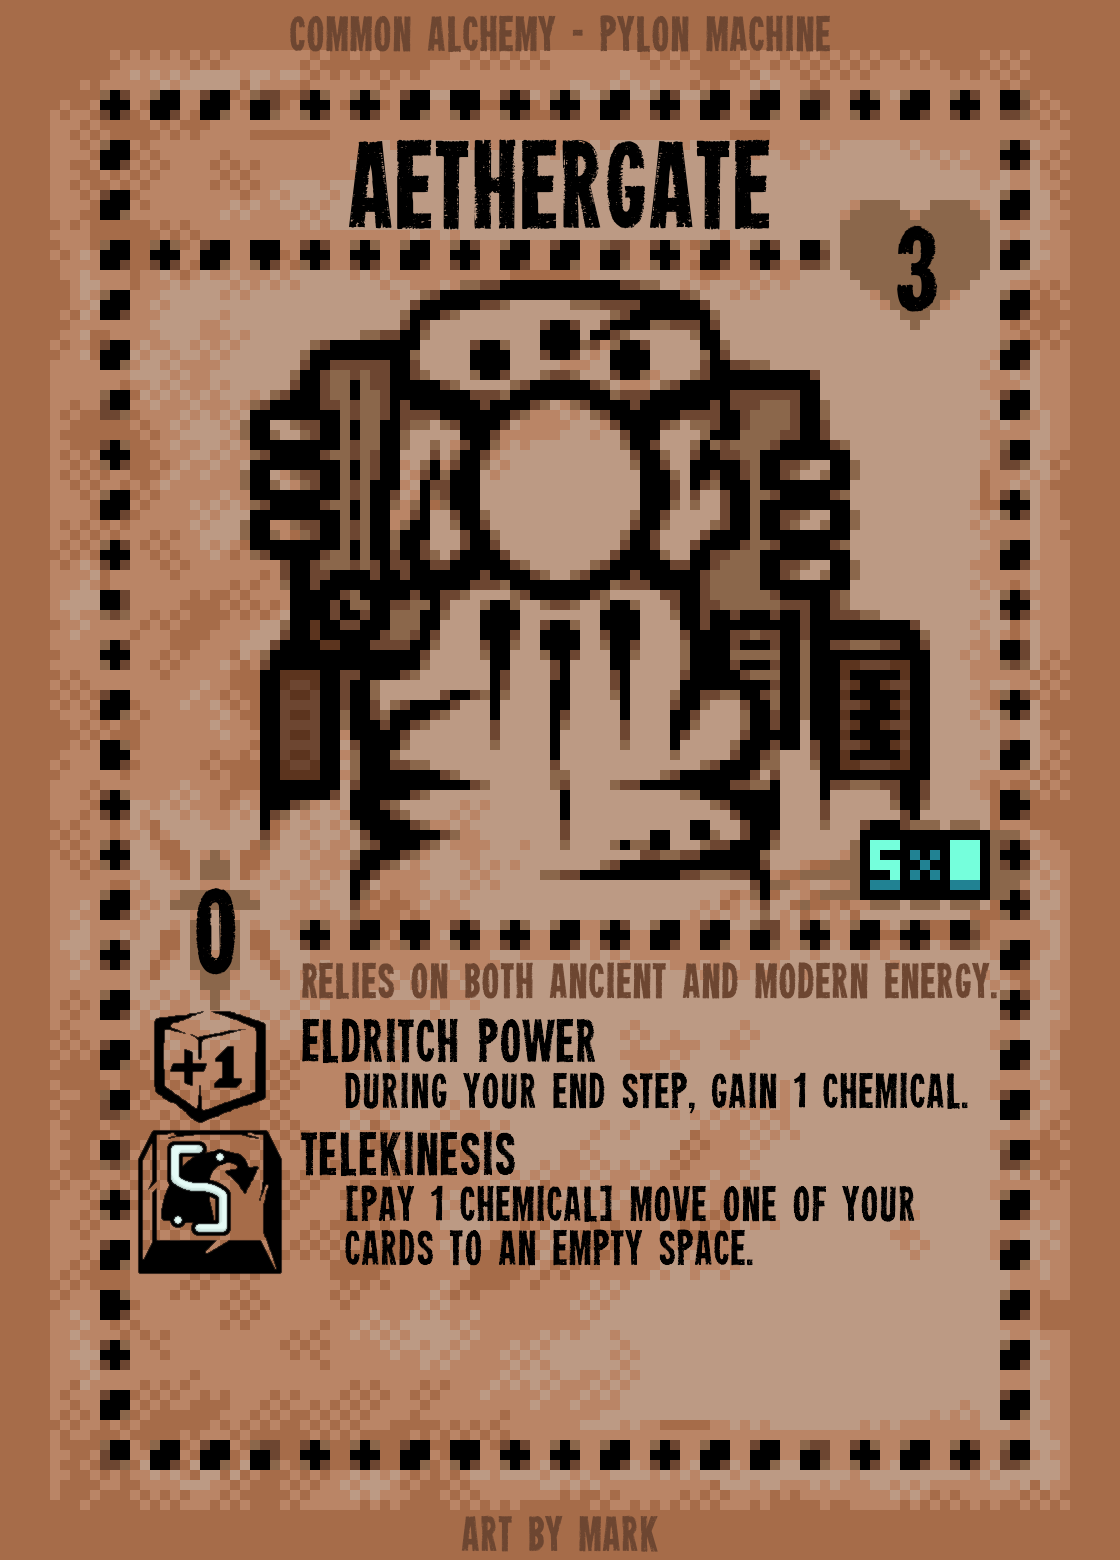 COMMON ALCHEMY - PYLON MACHINE
AETHERGATE
3
5x
0
RELIES ON BOTH ANCIENT AND MODERN ENERGY.
+1
ELDRITCH POWER
DURING YOUR END STEP, GAIN 1 CHEMICAL.
TELEKINESIS
[PAY 1 CHEMICAL] MOVE ONE OF YOUR
CARDS TO AN EMPTY SPACE.
ART BY MARK